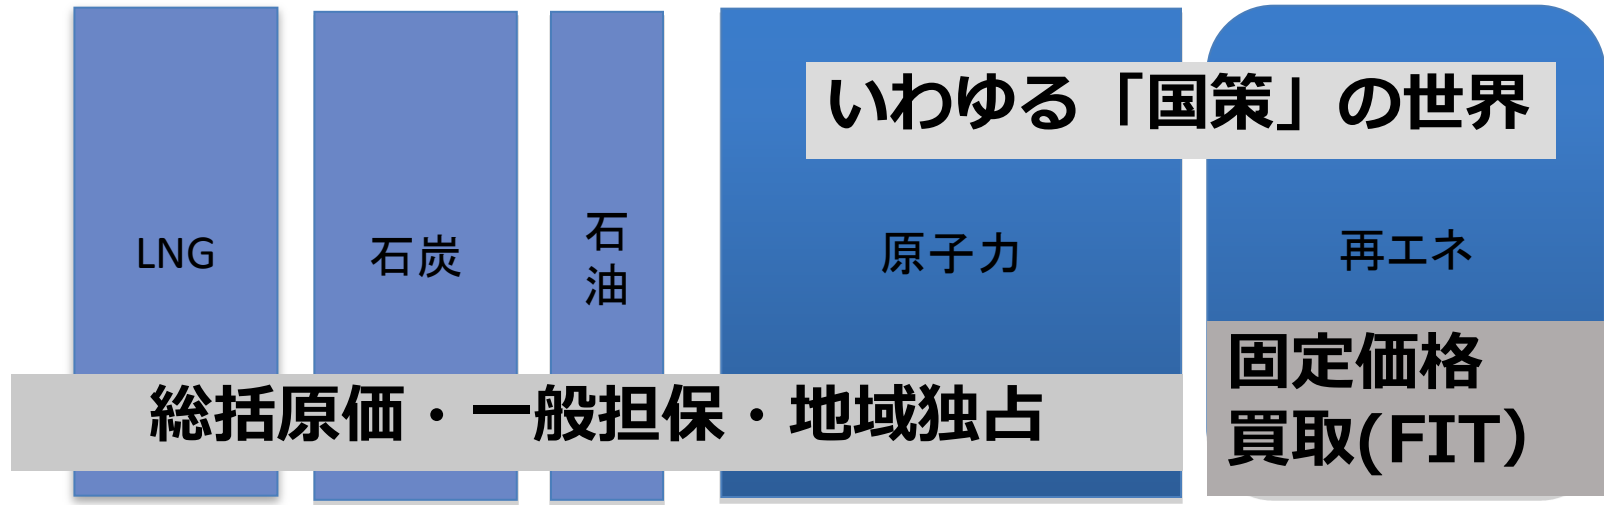 いわゆる「国策」の世界
LNG
石炭
石油
原子力
再エネ
総括原価・一般担保・地域独占
固定価格
買取(FIT）